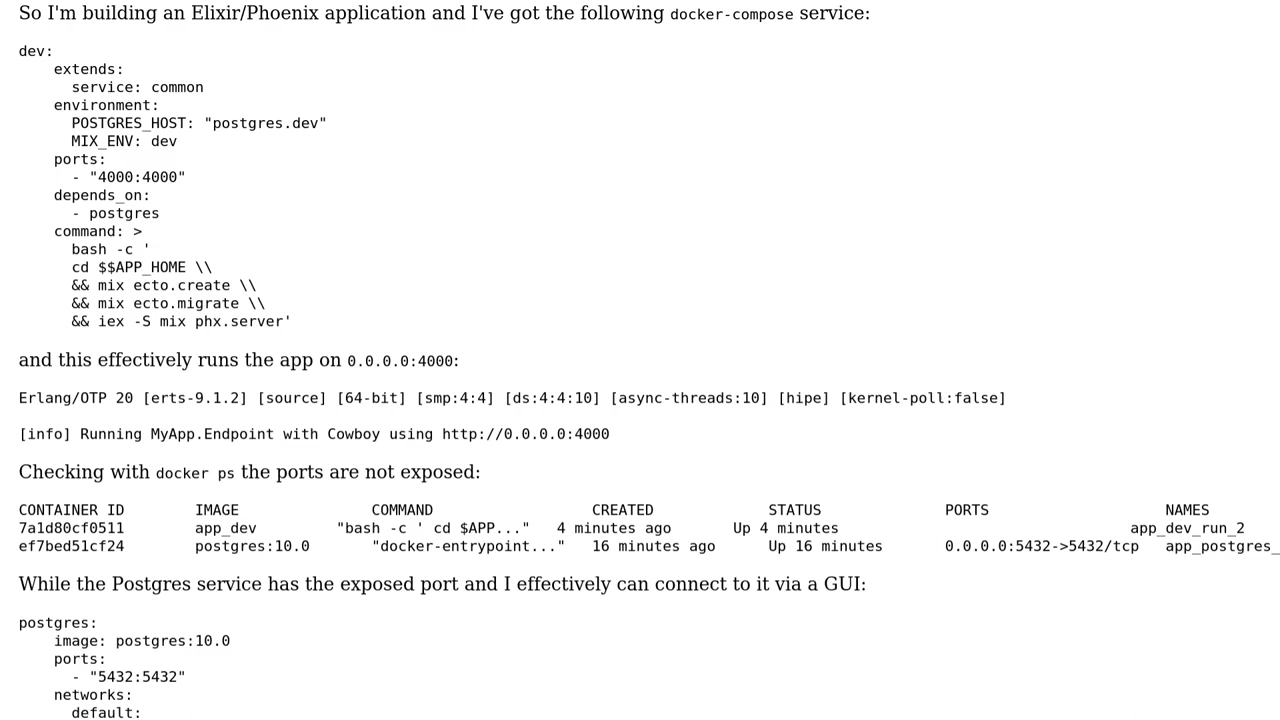 So I'm building an Elixir/Phoenix application and I've got the following docker-compose service:
dev:
    extends:
      service: common
    environment:
      POSTGRES_HOST: "postgres.dev"
      MIX_ENV: dev
    ports:
      - "4000:4000"
    depends_on:
      - postgres
    command: >
      bash -c '
      cd $$APP_HOME \\
      && mix ecto.create \\
      && mix ecto.migrate \\
      && iex -S mix phx.server'
and this effectively runs the app on 0.0.0.0:4000:
Erlang/OTP 20 [erts-9.1.2] [source] [64-bit] [smp:4:4] [ds:4:4:10] [async-threads:10] [hipe] [kernel-poll:false]
[info] Running MyApp.Endpoint with Cowboy using http://0.0.0.0:4000
Checking with docker ps the ports are not exposed:
CONTAINER ID        IMAGE               COMMAND                  CREATED             STATUS              PORTS                    NAMES
7a1d80cf0511        app_dev         "bash -c ' cd $APP..."   4 minutes ago       Up 4 minutes                                 app_dev_run_2
ef7bed51cf24        postgres:10.0       "docker-entrypoint..."   16 minutes ago      Up 16 minutes       0.0.0.0:5432->5432/tcp   app_postgres_
While the Postgres service has the exposed port and I effectively can connect to it via a GUI:
postgres:
    image: postgres:10.0
    ports:
      - "5432:5432"
    networks:
      default: